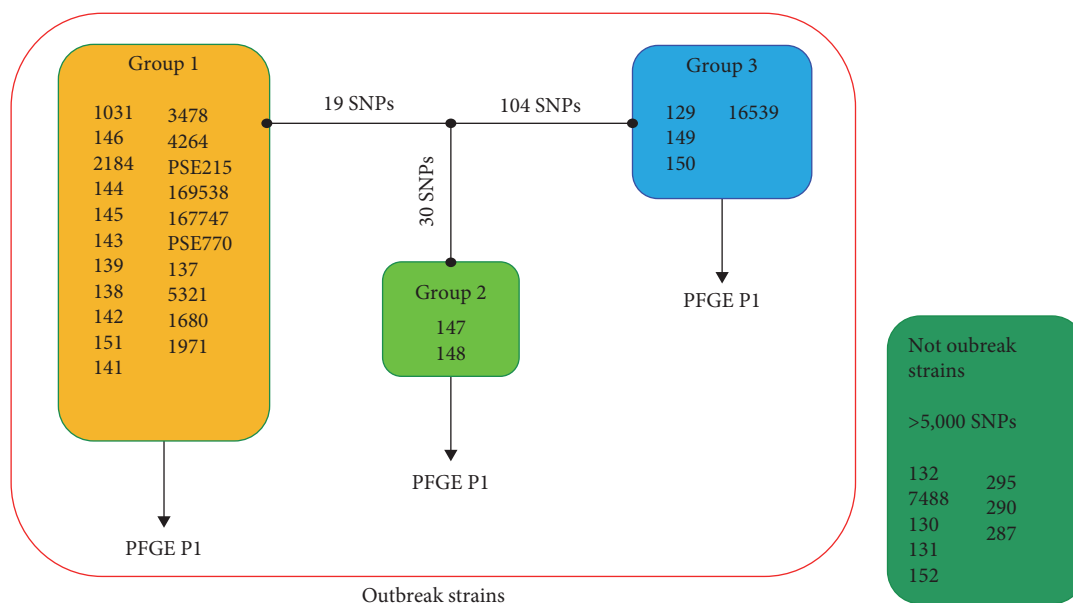 Group 1
1031
146
2184
144
145
143
139
138
142
151
141
3478
4264
PSE215
169538
167747
PSE770
137
5321
1680
1971
PFGE P1
19 SNPs
104 SNPs
30 SNPs
Group 2
147
148
PFGE P1
Group 3
129
149
150
16539
PFGE P1
Outbreak strains
Not oubreak
strains
>5,000 SNPs
132
7488
130
131
152
295
290
287